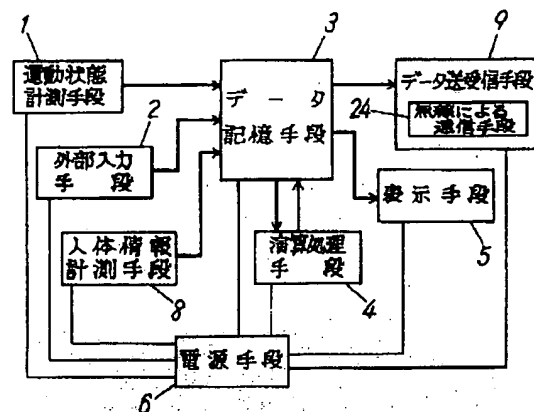 1
運動状態
計測手段
2
外部入力
手段
人体情報
計測手段
8
3
データ
記憶手段
演算処理
手段
4
9
データ送受信手段
24
無線による
通信手段
表示手段
5
電源手段
6